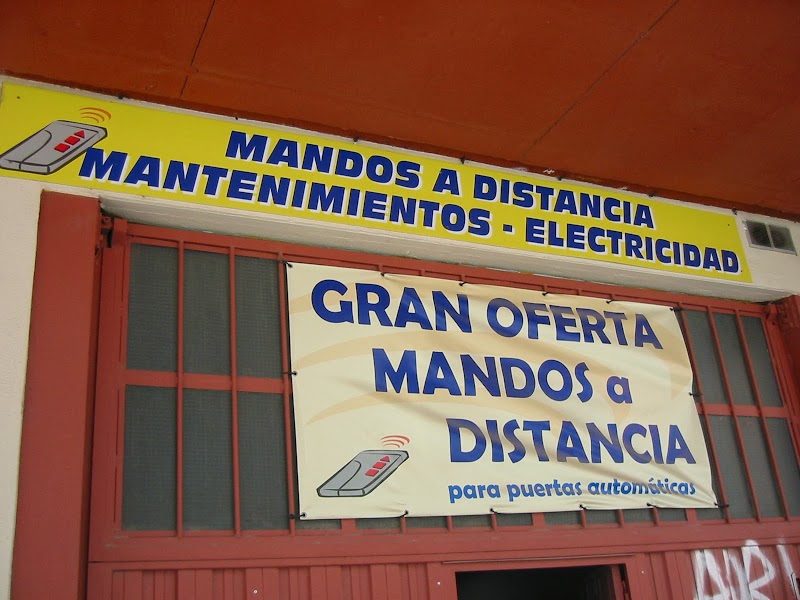 MANDOS A DISTANCIA
MANTENIMIENTOS - ELECTRICIDAD
GRAN OFERTA
MANDOS a
DISTANCIA
para puertas automáticas